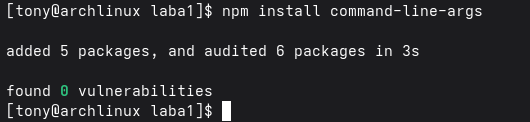 [tony@archlinux laba1]$ npm install command-line-args
added 5 packages, and audited 6 packages in 3s
found 0 vulnerabilities
[tony@archlinux laba1]$